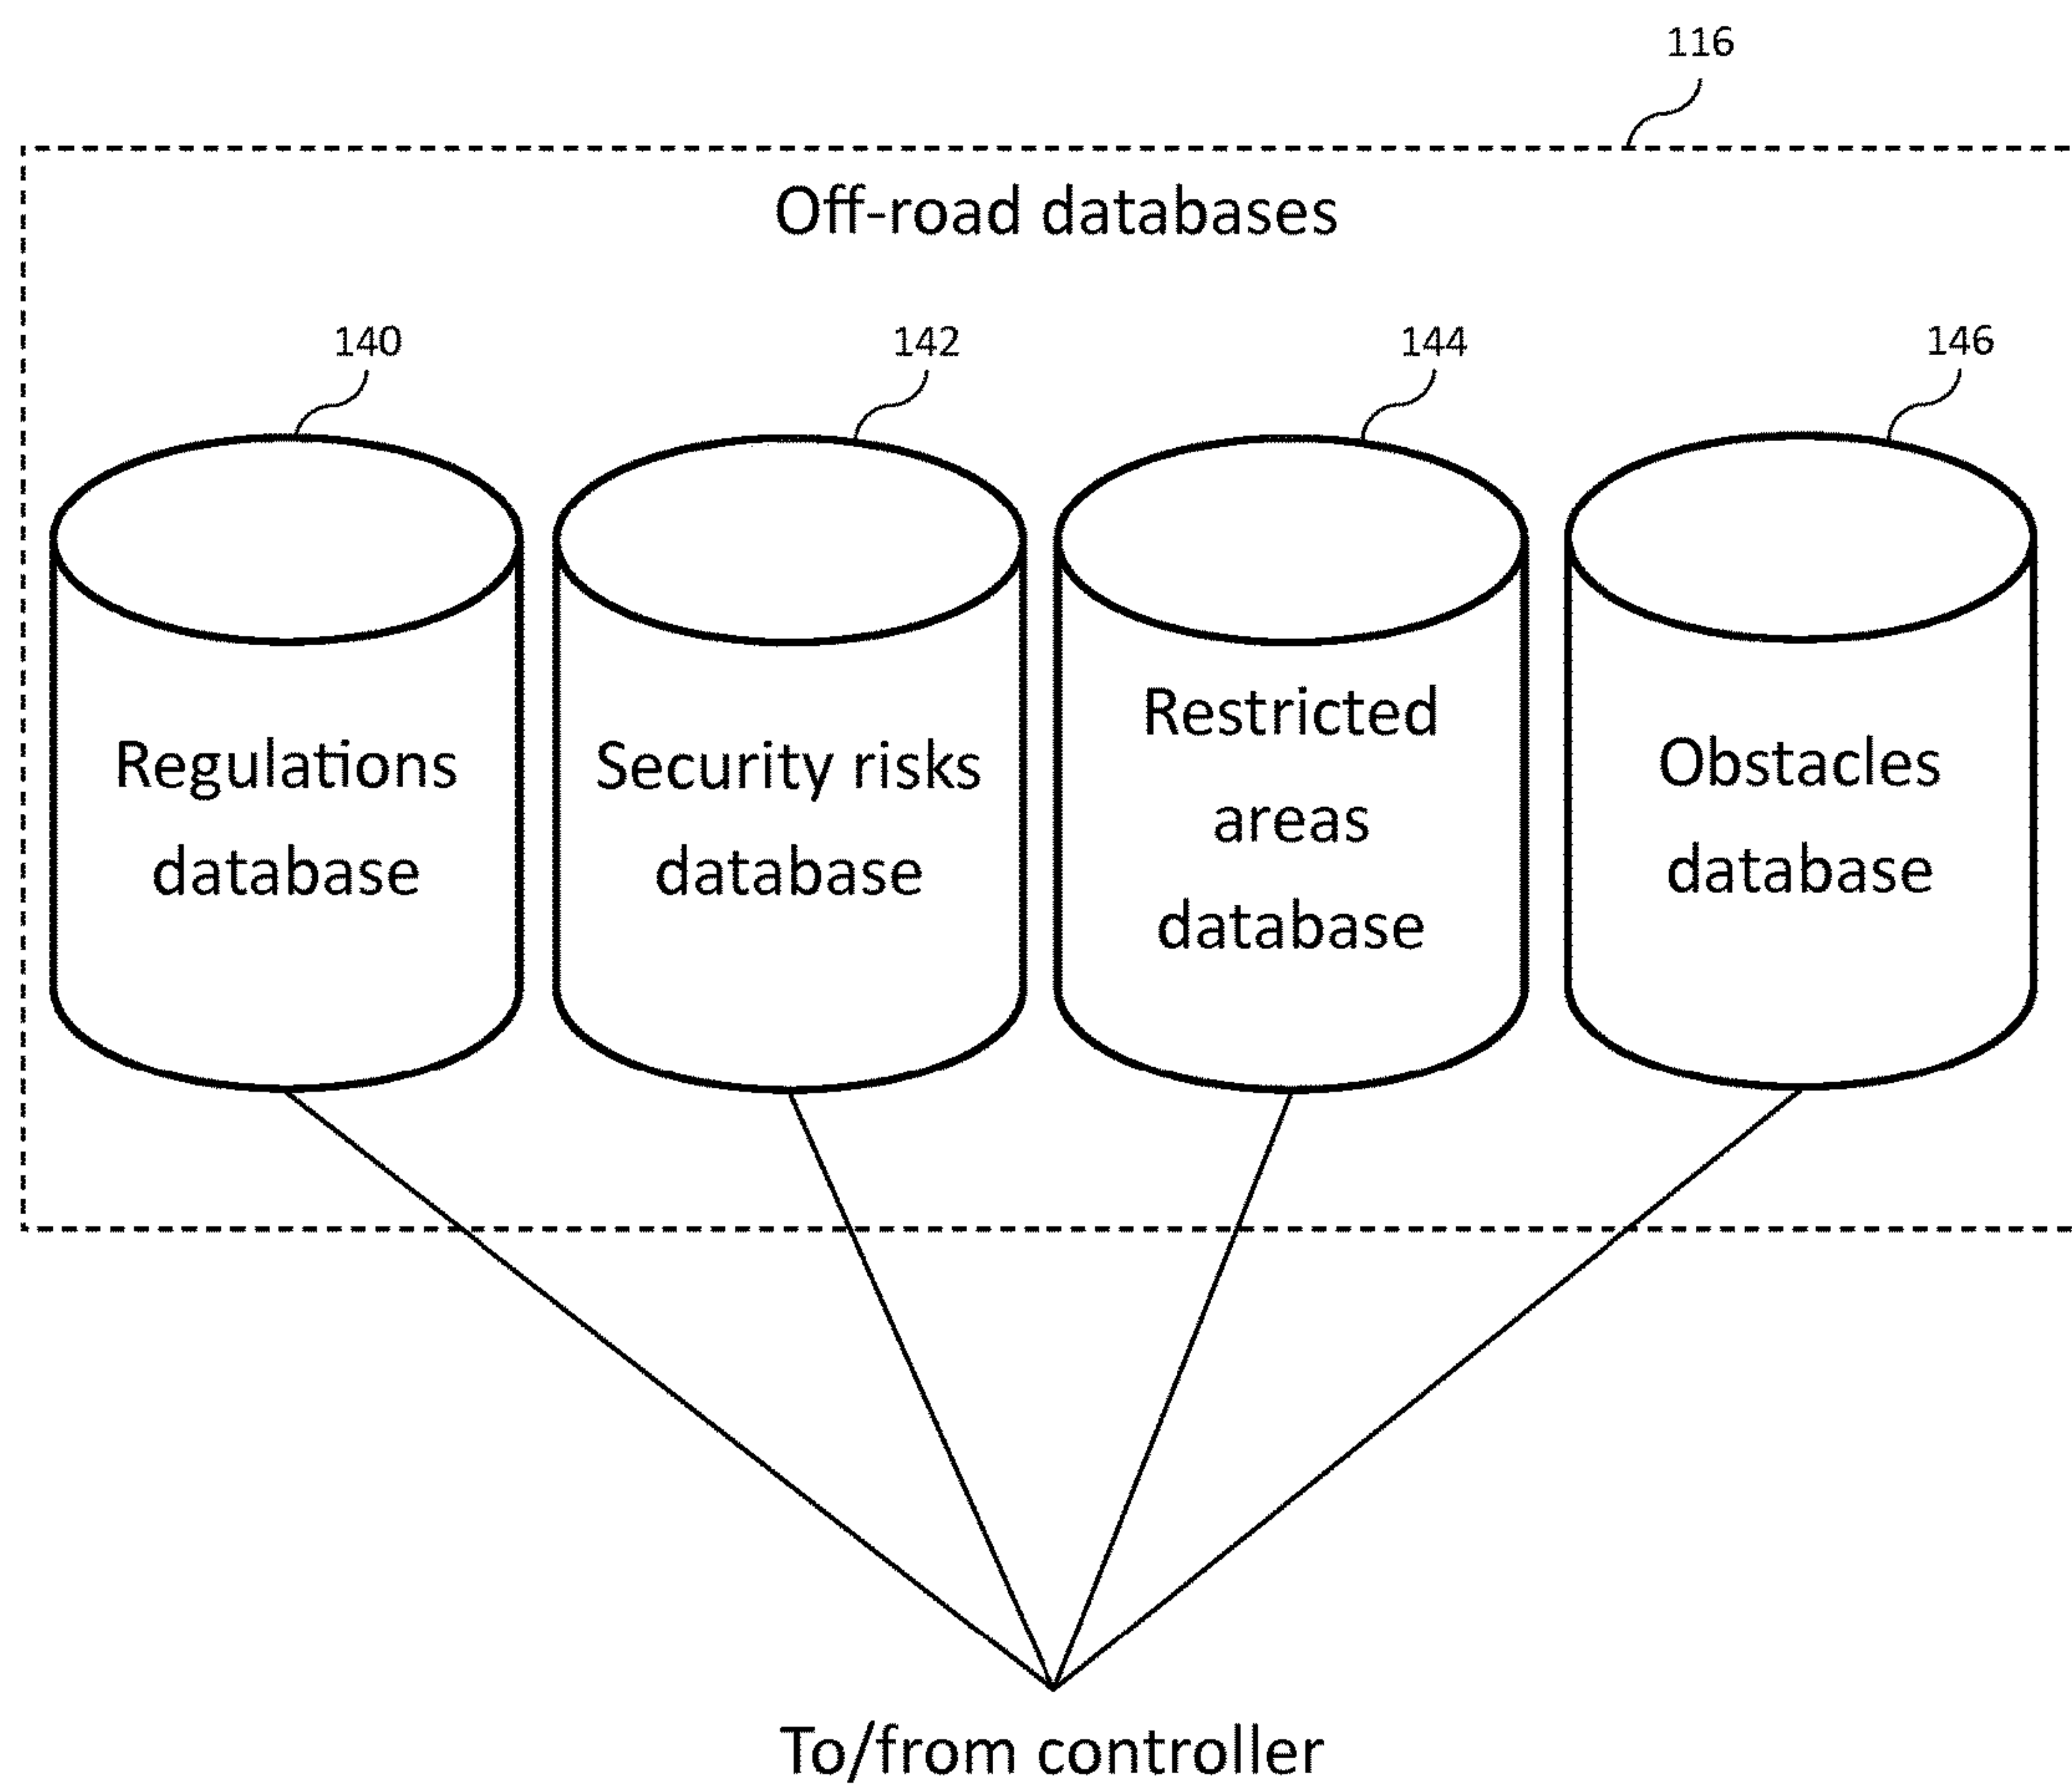 116
Off-road databases
140
142
144
146
Regulations
database
Security risks
database
Restricted
areas
database
Obstacles
database
To/from controller